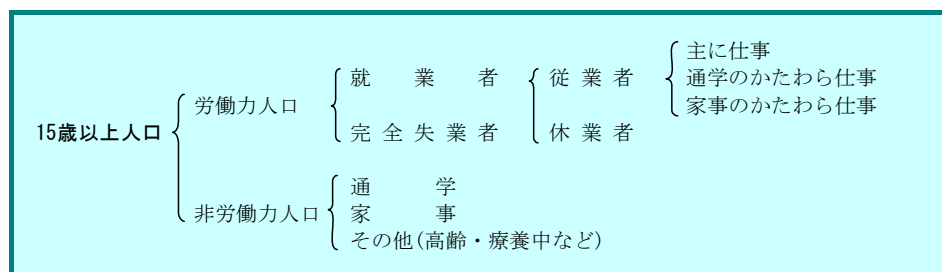 主に仕事
就業者 従業者 通学のかたわら仕事
労働力人口 家事のかたわら仕事
15歳以上人口 完全失業者 休業者
通学
非労働力人口 家事
その他(高齢・療養中など)